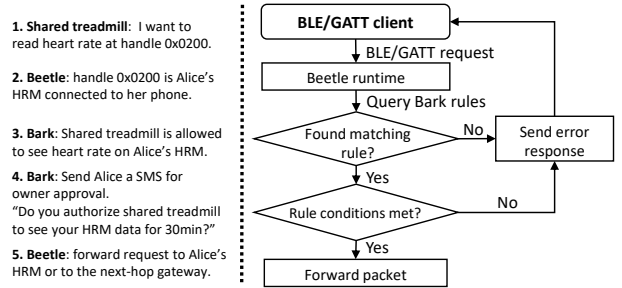 1. Shared treadmill:  I want to
read heart rate at handle 0x0200.
2. Beetle: handle 0x0200 is Alice's
HRM connected to her phone.
3. Bark: Shared treadmill is allowed
to see heart rate on Alice's HRM.
4. Bark: Send Alice a SMS for
owner approval.
“Do you authorize shared treadmill
to see your HRM data for 30min?”
5. Beetle: forward request to Alice's
HRM or to the next-hop gateway.
BLE/GATT client
BLE/GATT request
Beetle runtime
Query Bark rules
Found matching
rule?
No
Send error
response
Yes
Rule conditions met?
No
Yes
Forward packet